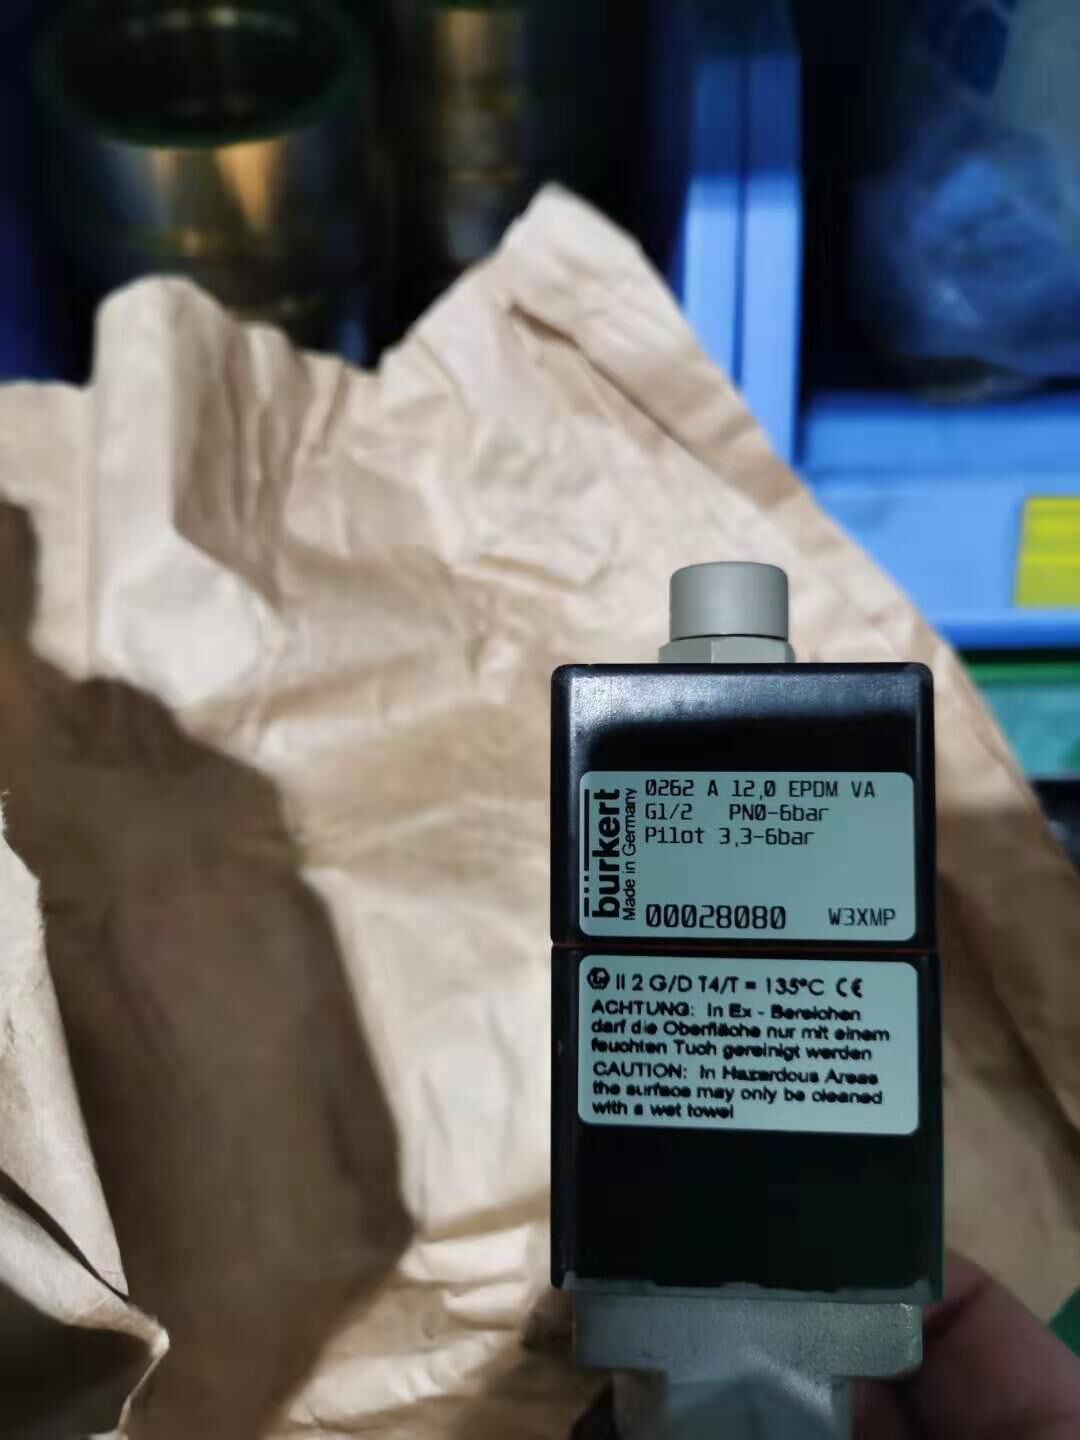 0262 A 12,0 EPDM VA
G1/2 PN0-6bar
Pilot 3,3-6bar
burkert
Made in Germany
00028080 W3XMP
Ex II 2 G/D T4/T = 135°C CE
ACHTUNG: In Ex - Bereichen
darf die Oberfläche nur mit einem
feuchten Tuch gereinigt werden
CAUTION: In Hazardous Areas
the surface may only be cleaned
with a wet towel